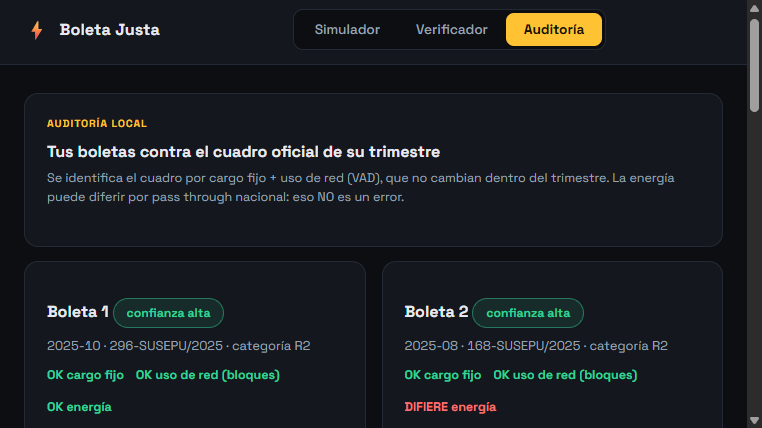 Boleta Justa
Simulador
Verificador
Auditoría
AUDITORÍA LOCAL
Tus boletas contra el cuadro oficial de su trimestre
Se identifica el cuadro por cargo fijo + uso de red (VAD), que no cambian dentro del trimestre. La energía
puede diferir por pass through nacional: eso NO es un error.
Boleta 1 confianza alta
2025-10 · 296-SUSEPU/2025 · categoría R2
OK cargo fijo OK uso de red (bloques)
OK energía
Boleta 2 confianza alta
2025-08 · 168-SUSEPU/2025 · categoría R2
OK cargo fijo OK uso de red (bloques)
DIFIERE energía